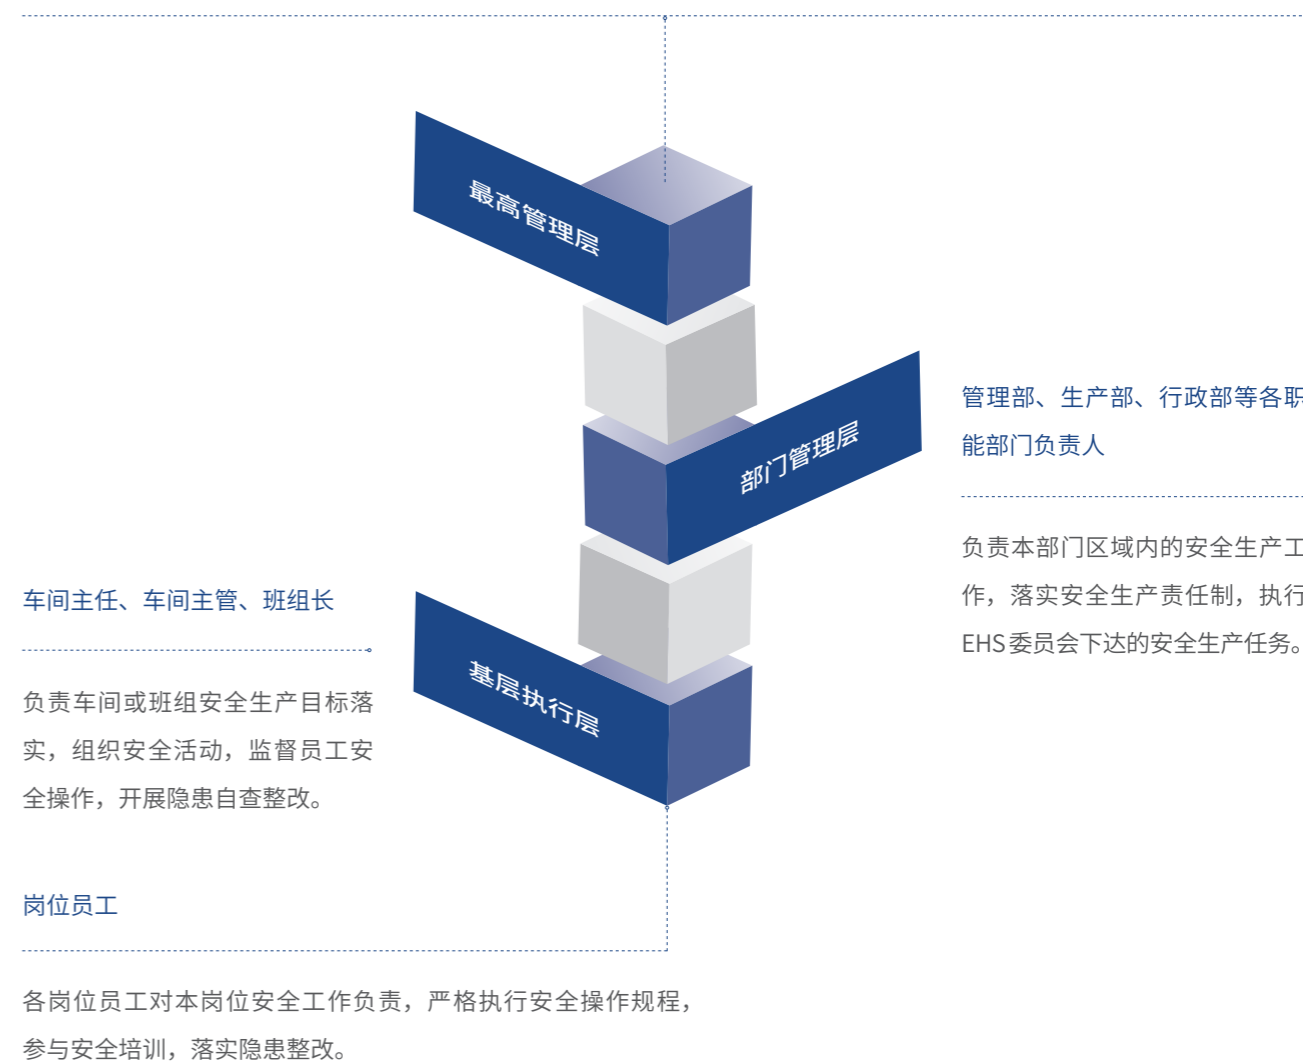 最高管理层
部门管理层
管理部、生产部、行政部等各职
能部门负责人
负责本部门区域内的安全生产工
作，落实安全生产责任制，执行
EHS委员会下达的安全生产任务。
车间主任、车间主管、班组长
基层执行层
负责车间或班组安全生产目标落
实，组织安全活动，监督员工安
全操作，开展隐患自查整改。
岗位员工
各岗位员工对本岗位安全工作负责，严格执行安全操作规程，
参与安全培训，落实隐患整改。